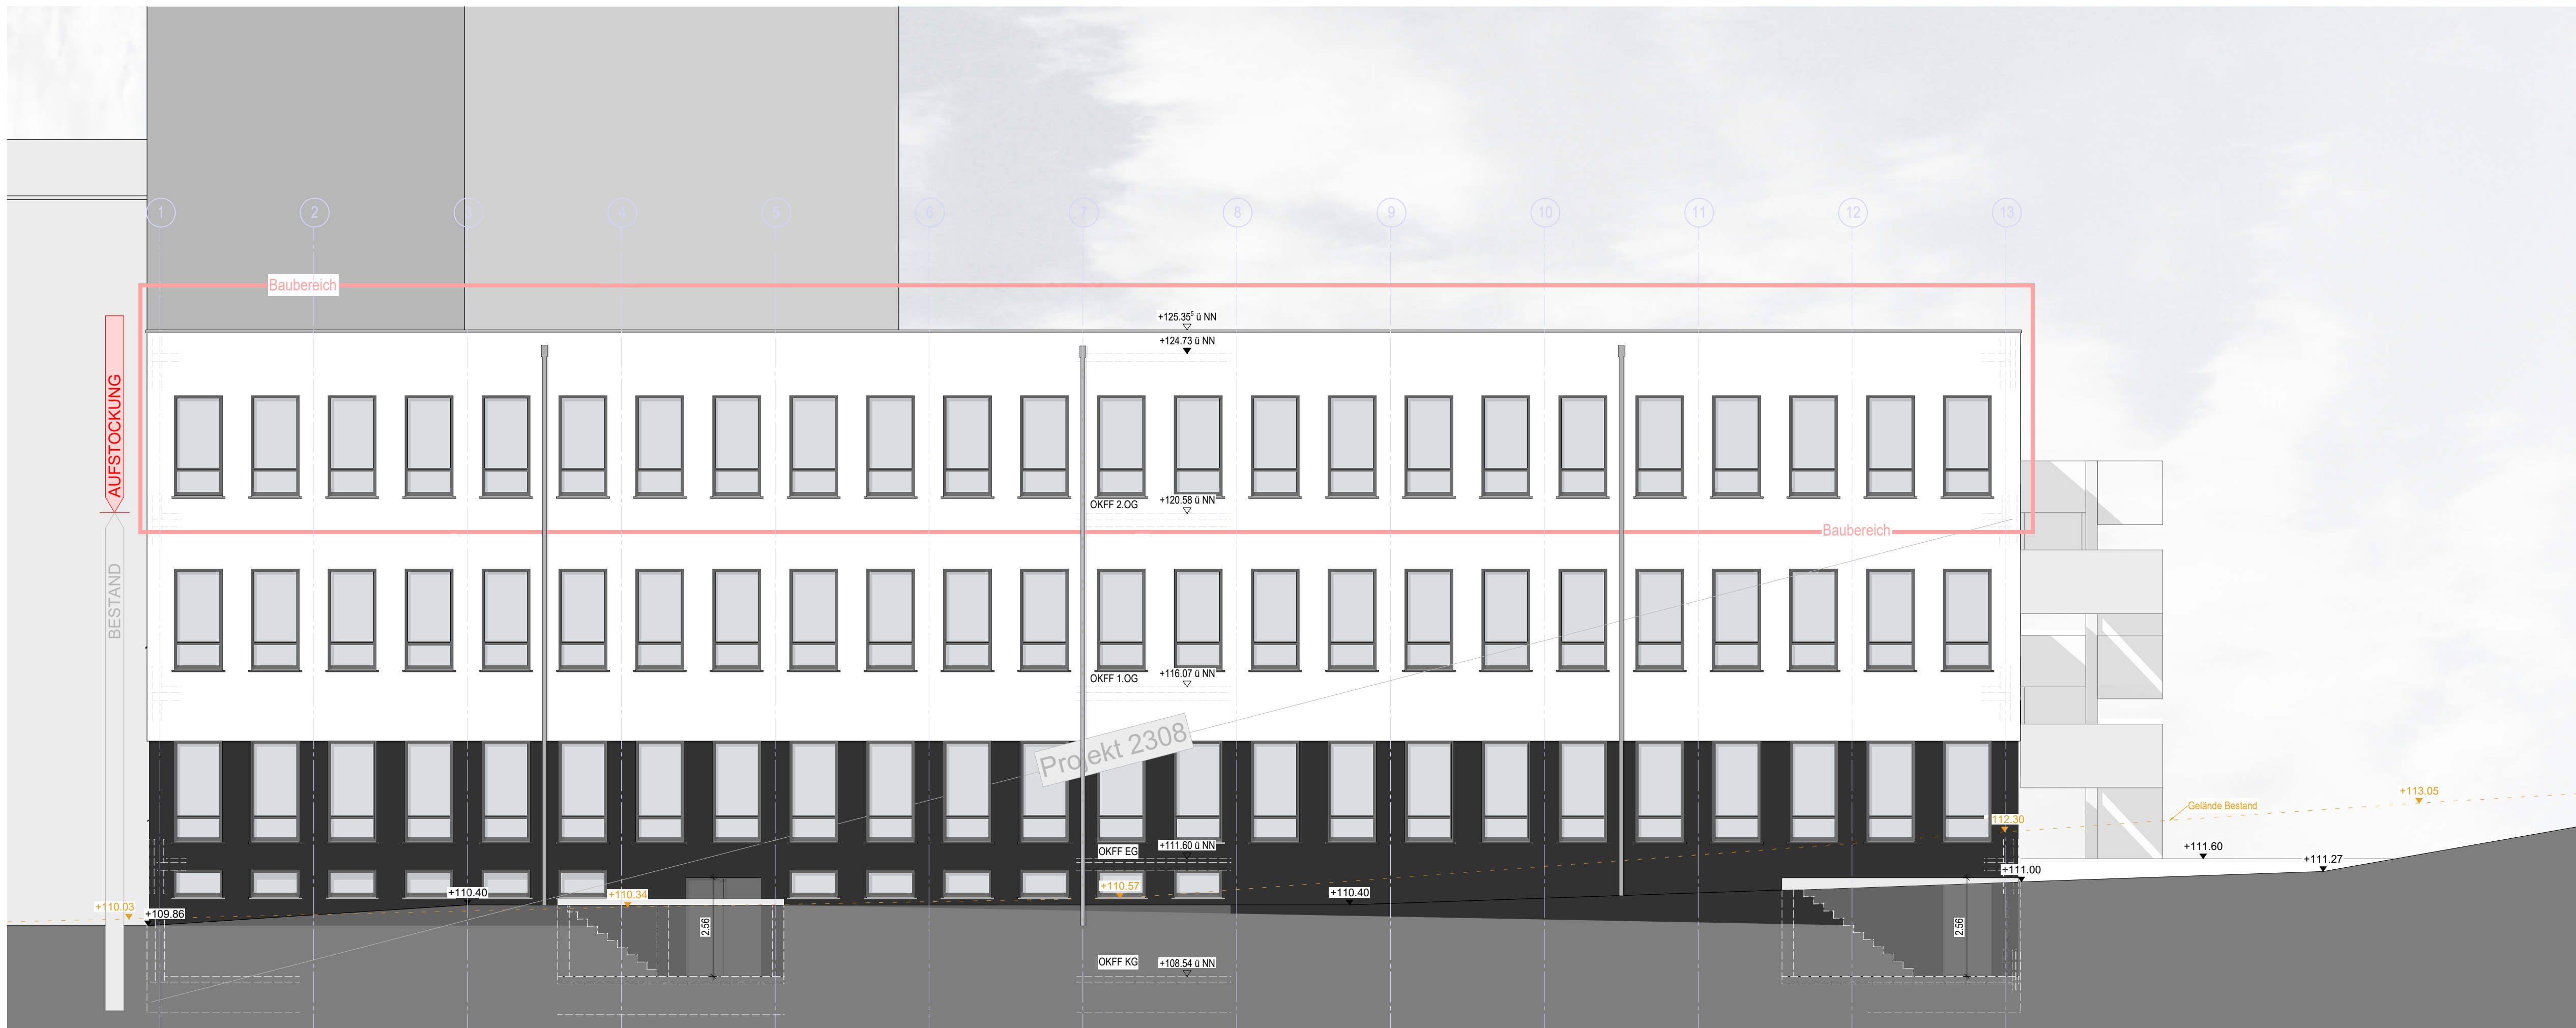 1 2 3 4 5 6 7 8 9 10 11 12 13
Baubereich
+125.35⁵ ü NN
+124.73 ü NN
AUFSTOCKUNG
OKFF 2.OG +120.58 ü NN
Baubereich
BESTAND
OKFF 1.OG +116.07 ü NN
Projekt 2308
+113.05
Gelände Bestand
112.30
OKFF EG +111.60 ü NN
+111.60
+111.27
+111.00
+110.57
+110.40
+110.34
+110.40
+110.03
+109.86
2.56
2.56
OKFF KG +108.54 ü NN